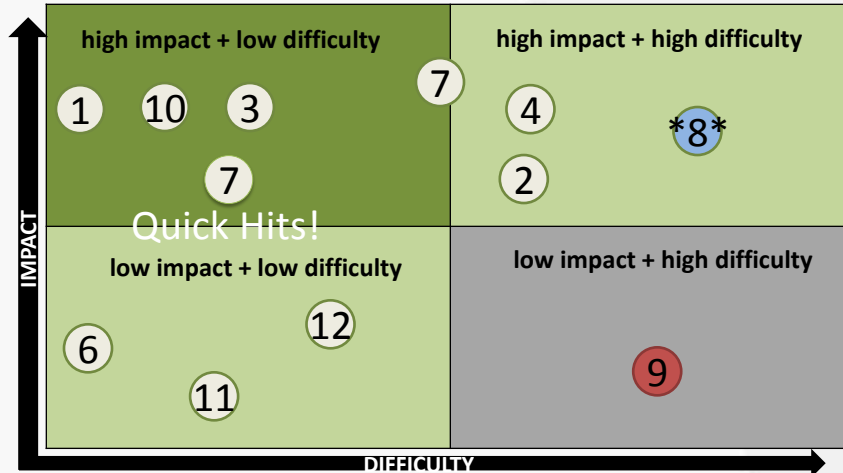 high impact + low difficulty
high impact + high difficulty
7
1
10
3
4
*8*
7
2
Quick Hits!
IMPACT
low impact + low difficulty
low impact + high difficulty
12
6
9
11
DIFFICULTY